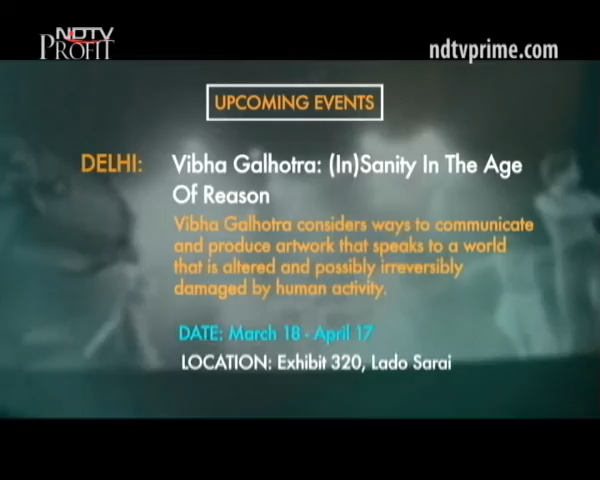 NDTV
PROFIT
ndtvprime.com
UPCOMING EVENTS
DELHI: Vibha Galhotra: (In)Sanity In The Age
Of Reason
Vibha Galhotra considers ways to communicate
and produce artwork that speaks to a world
that is altered and possibly irreversibly
damaged by human activity.
DATE: March 18 - April 17
LOCATION: Exhibit 320, Lado Sarai